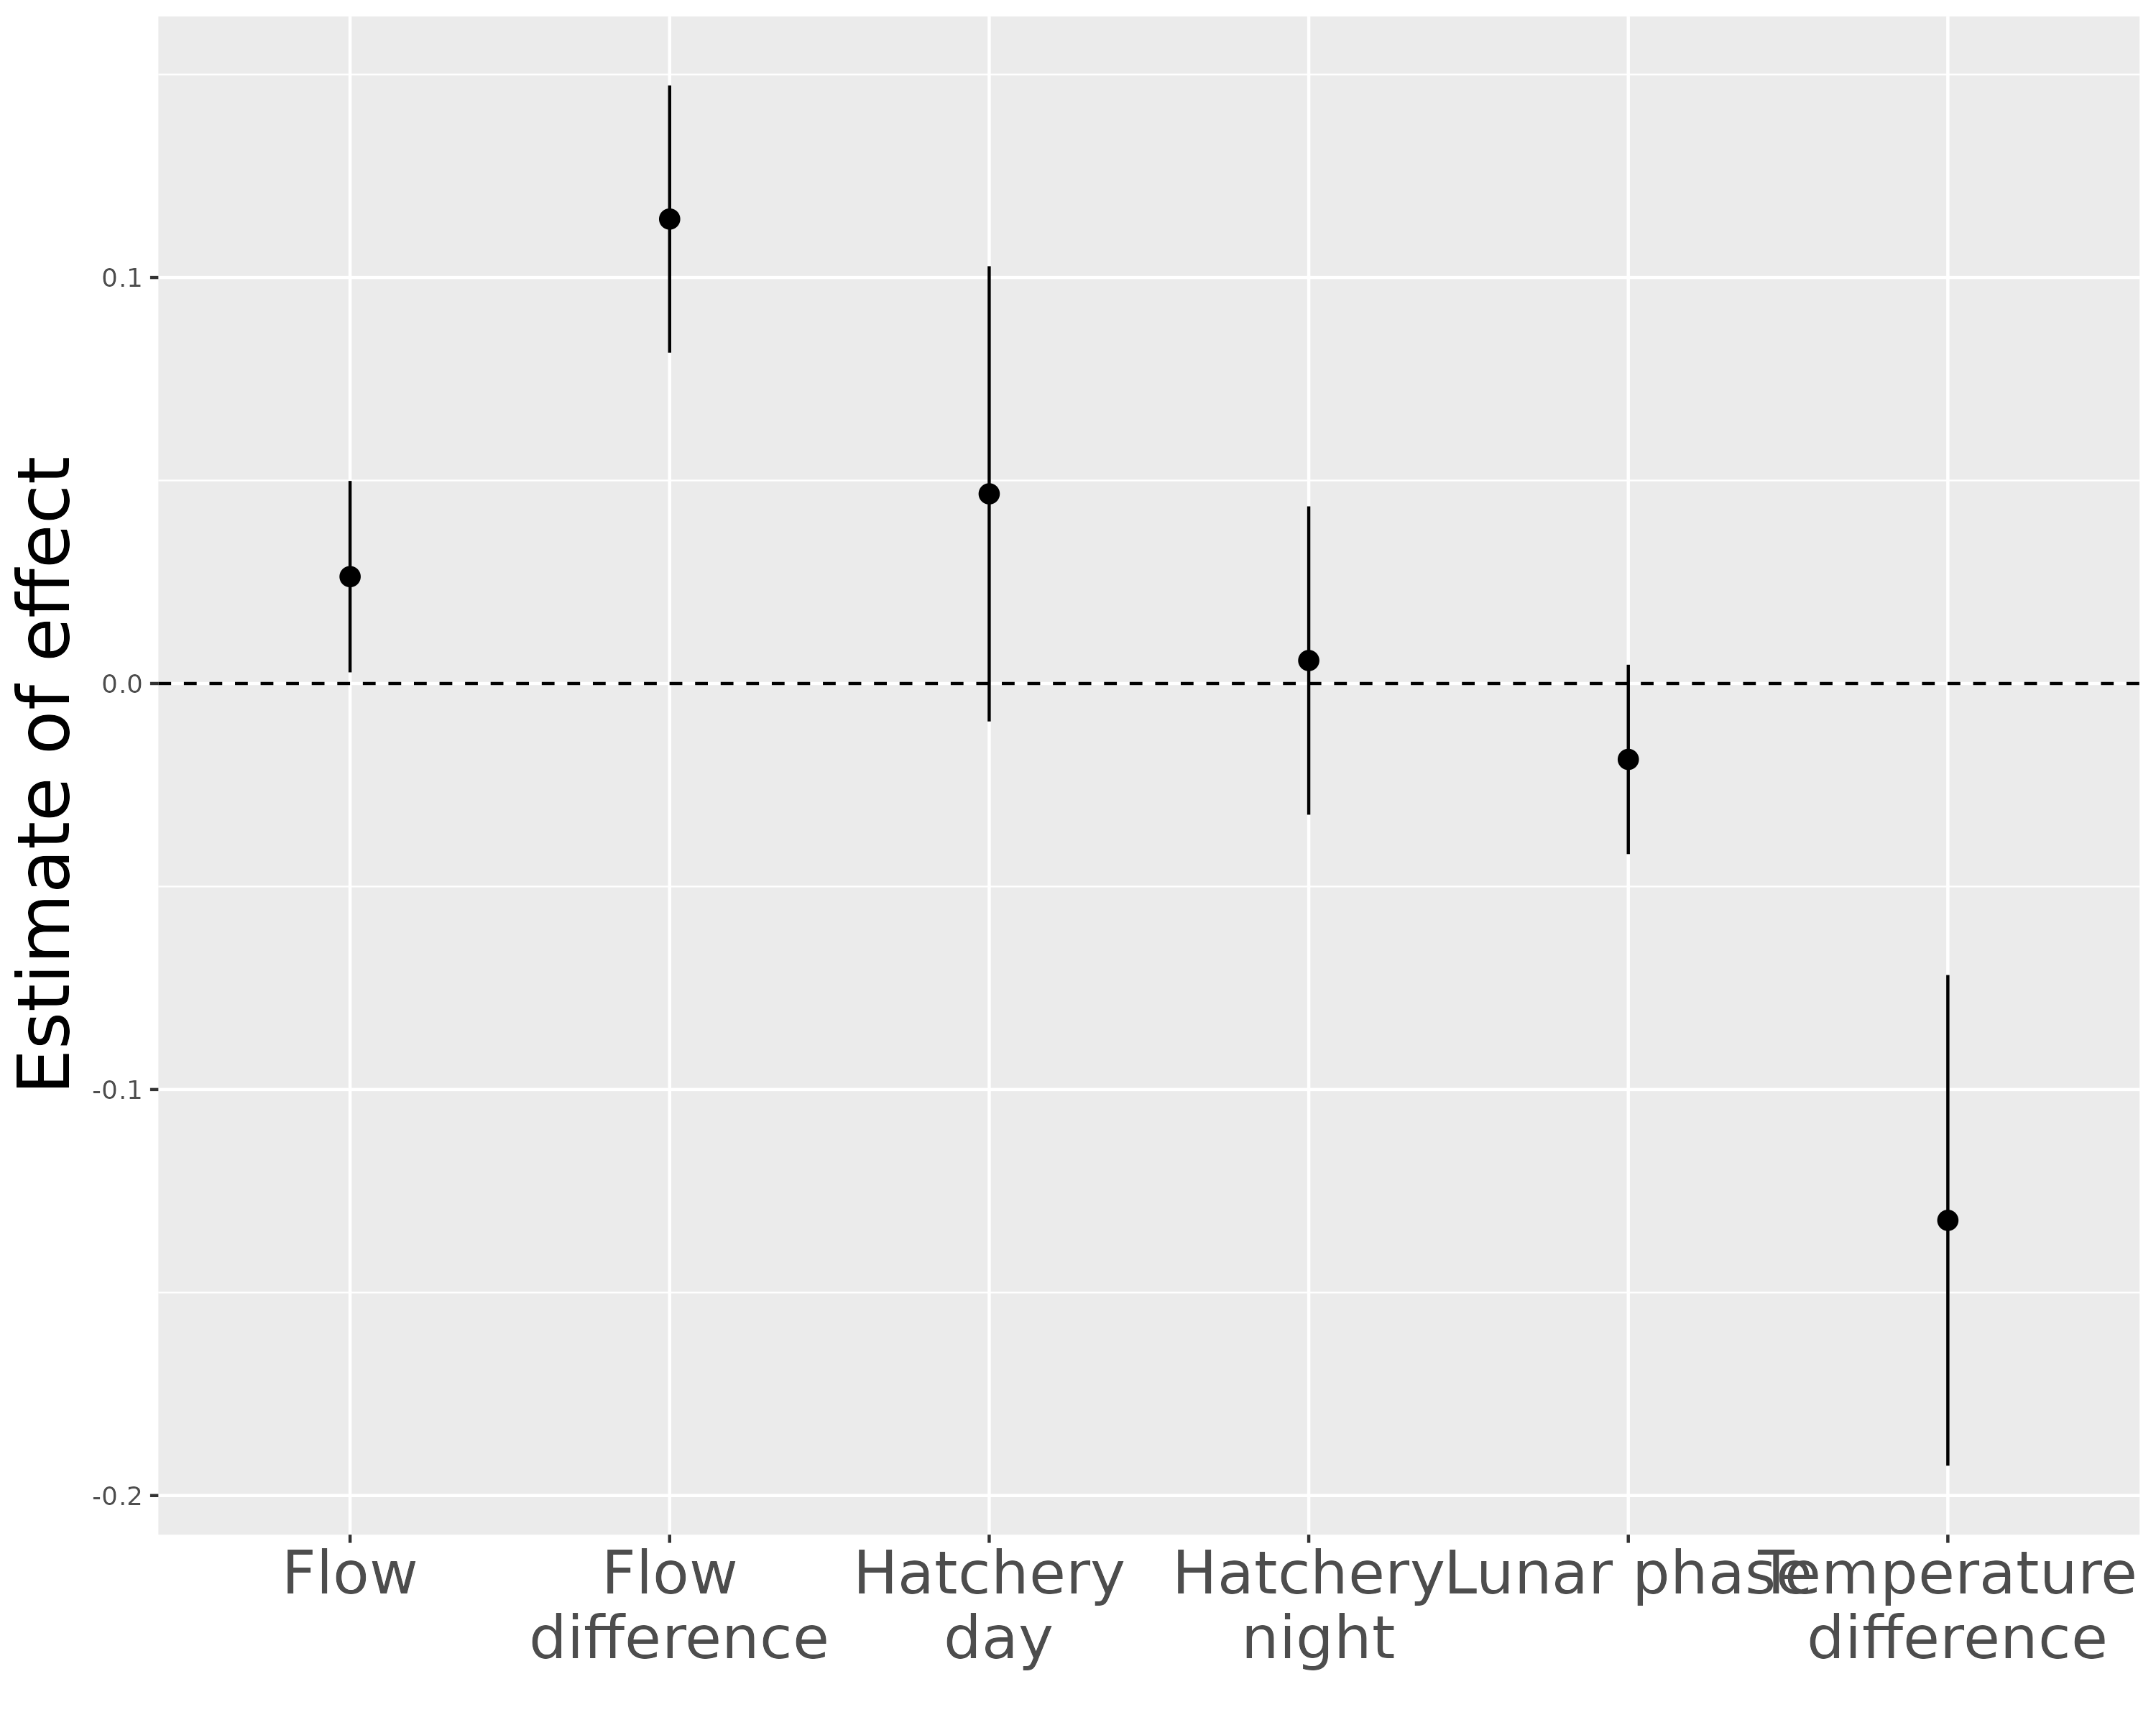 Estimate of effect
0.1
0.0
-0.1
-0.2
Flow
Flow
difference
Hatchery
day
Hatchery
night
Lunar phase
Temperature
difference